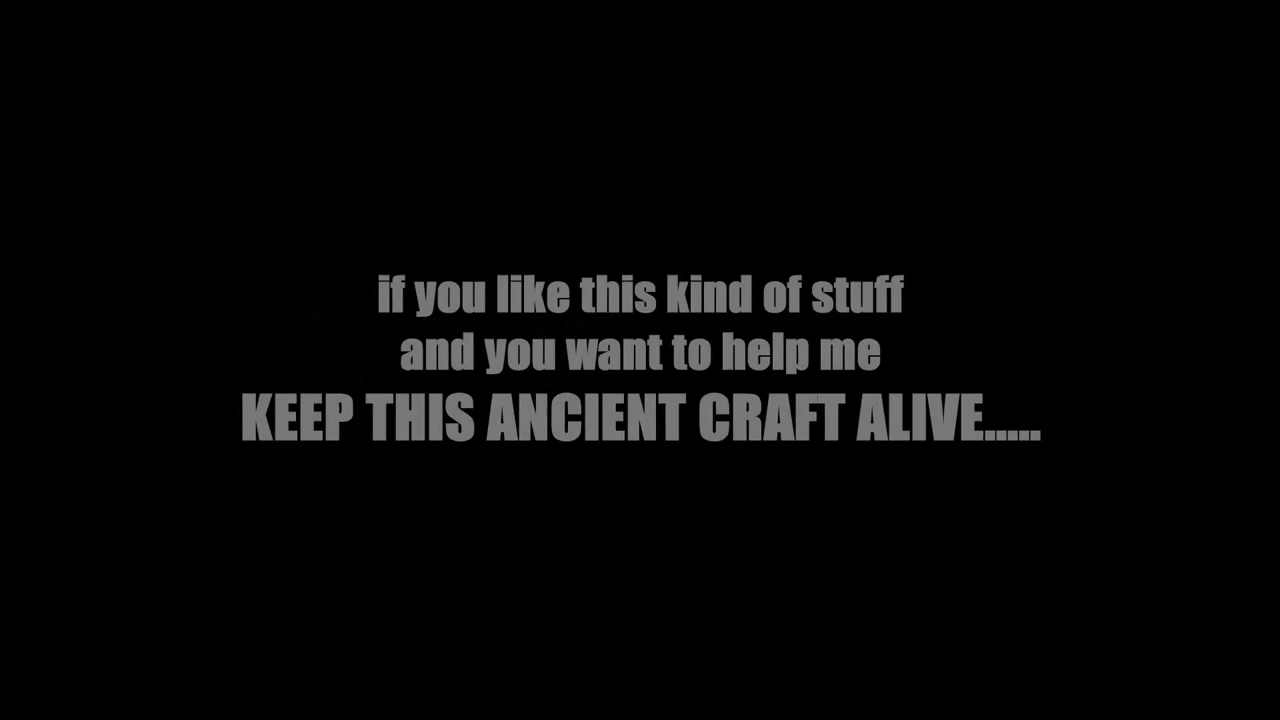 if you like this kind of stuff
and you want to help me
KEEP THIS ANCIENT CRAFT ALIVE.....